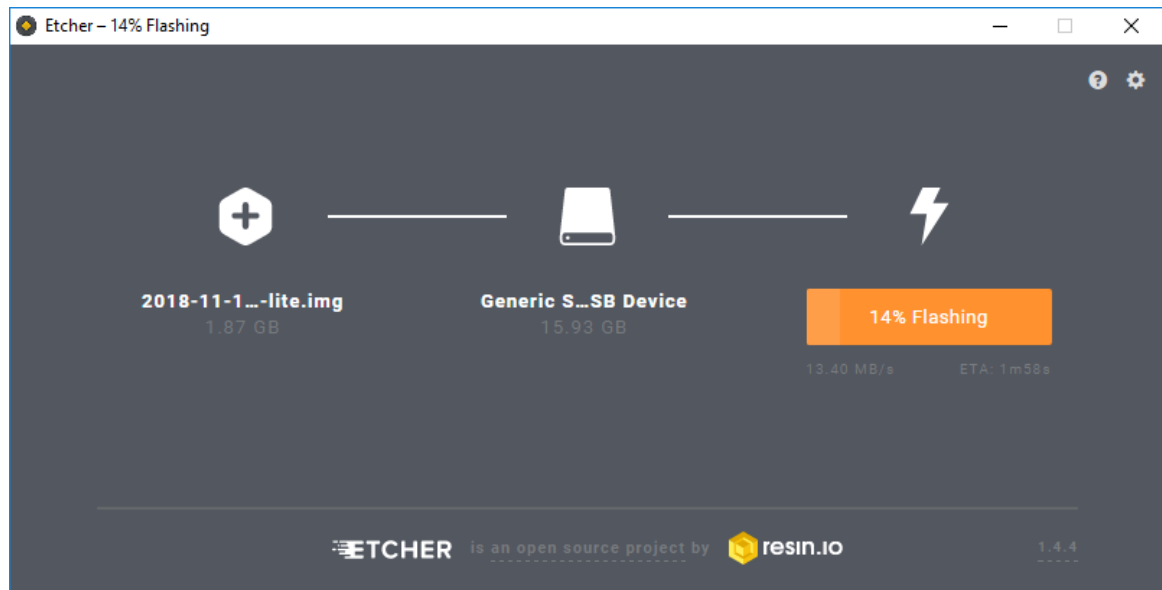 Etcher – 14% Flashing
2018-11-1...-lite.img
1.87 GB
Generic S...SB Device
15.93 GB
14% Flashing
13.40 MB/s ETA: 1m58s
ETCHER is an open source project by resin.io 1.4.4